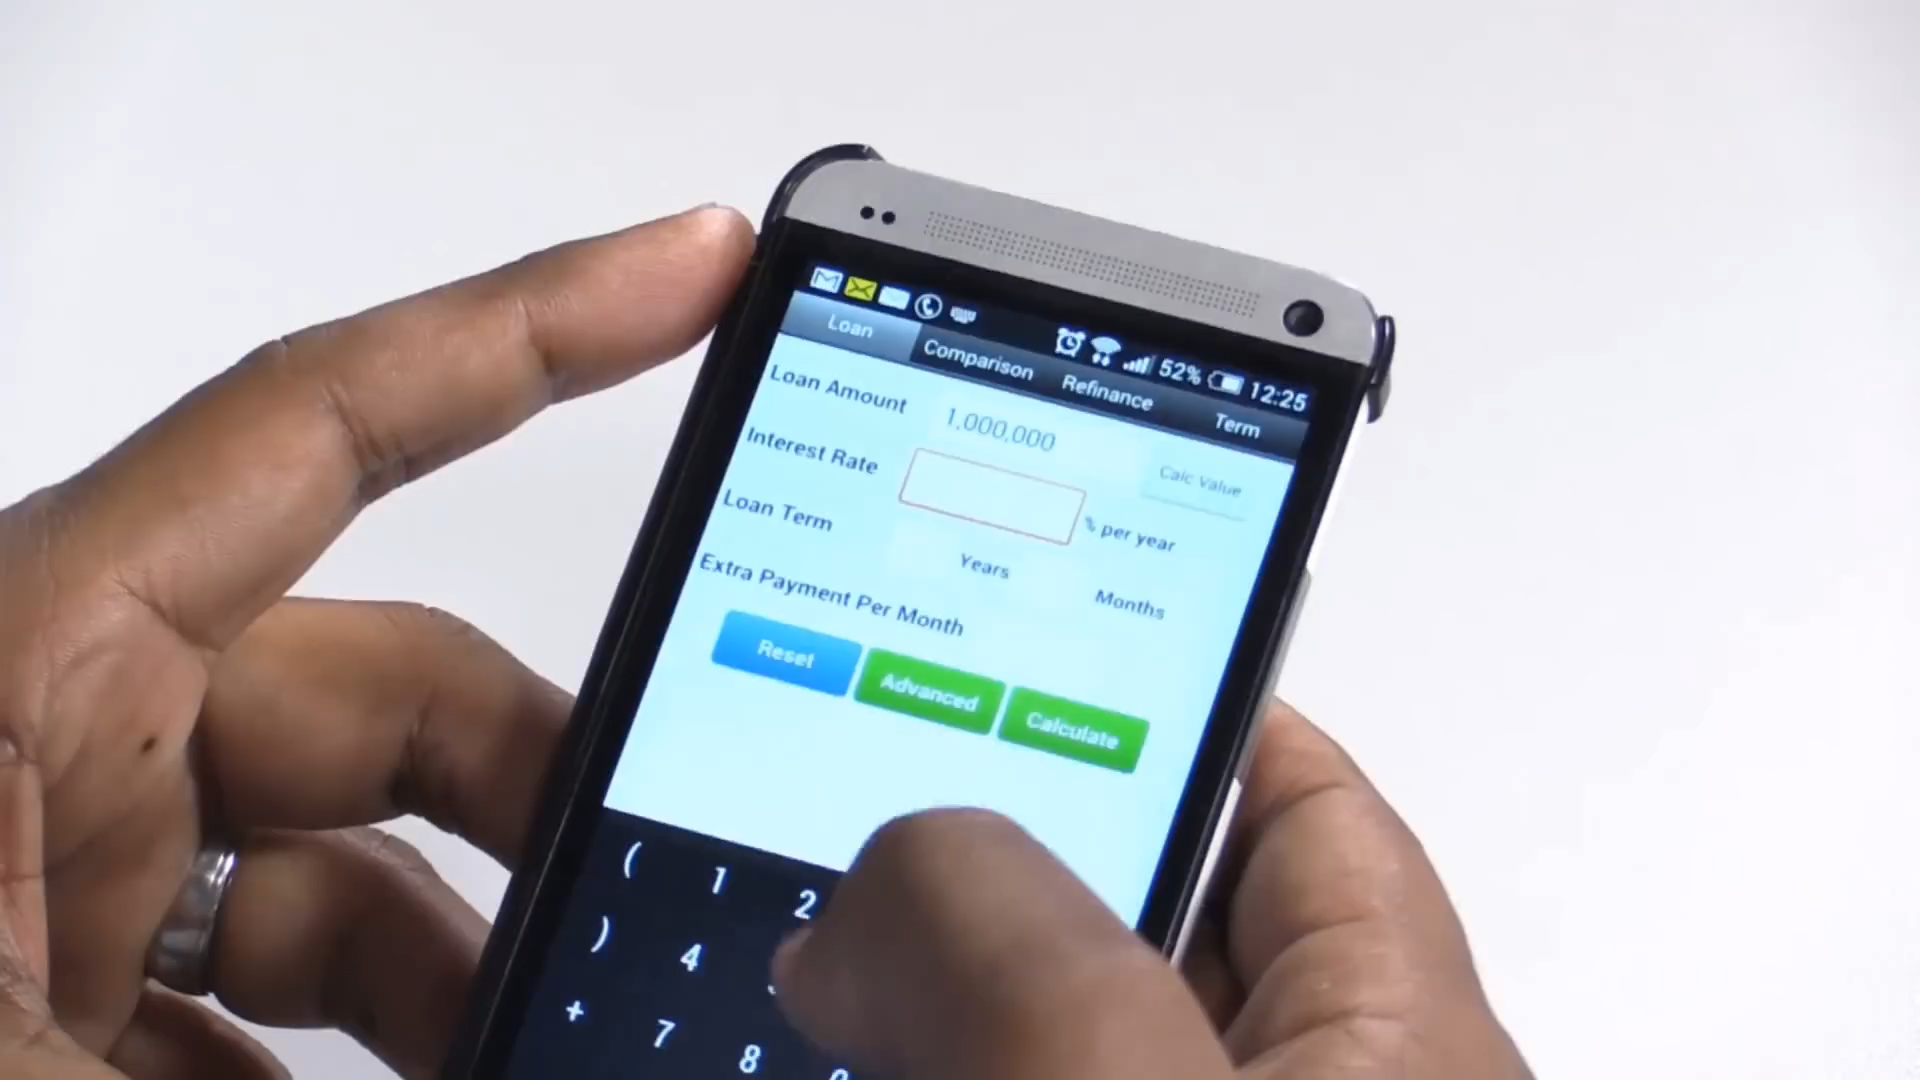 52% 12:25
Loan Comparison Refinance Term
Loan Amount 1,000,000 Calc Value
Interest Rate % per year
Loan Term Years Months
Extra Payment Per Month
Reset Advanced Calculate
( 1 2
) 4
+ 7 8